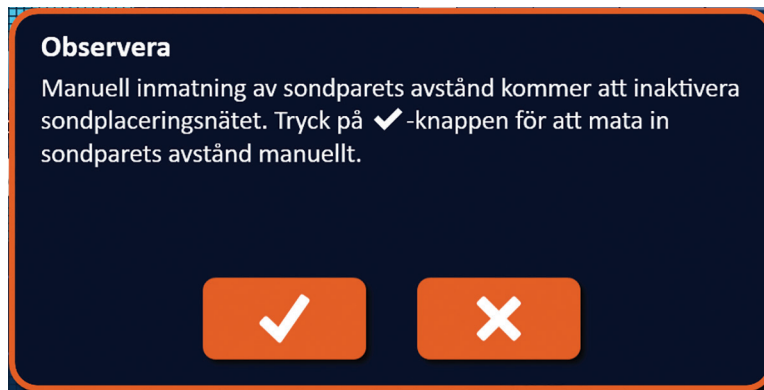 Observera
Manuell inmatning av sondparets avstånd kommer att inaktivera
sondplaceringsnätet. Tryck på ✔-knappen för att mata in
sondparets avstånd manuellt.